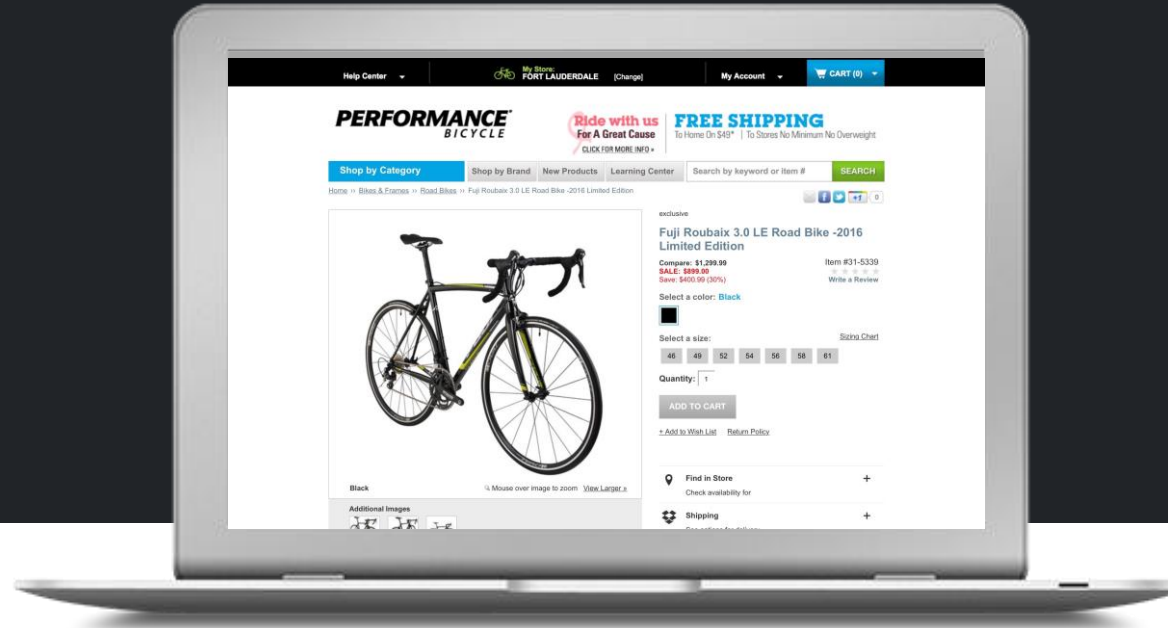 Help Center
My Store:
FORT LAUDERDALE [Change]
My Account
CART (0)
PERFORMANCE
BICYCLE
Ride with us
For A Great Cause
CLICK FOR MORE INFO »
FREE SHIPPING
To Home On $49* | To Stores No Minimum No Overweight
Shop by Category
Shop by Brand
New Products
Learning Center
Search by keyword or item #
SEARCH
Home ›› Bikes & Frames ›› Road Bikes ›› Fuji Roubaix 3.0 LE Road Bike -2016 Limited Edition
+1
0
exclusive
Fuji Roubaix 3.0 LE Road Bike -2016
Limited Edition
Compare: $1,299.99
Item #31-5339
SALE: $899.00
Save: $400.99 (30%)
Write a Review
Select a color: Black
Select a size:
Sizing Chart
46 49 52 54 56 58 61
Quantity: 1
ADD TO CART
+ Add to Wish List
Return Policy
Find in Store +
Check availability for
Shipping +
Black
Mouse over image to zoom View Larger »
Additional Images